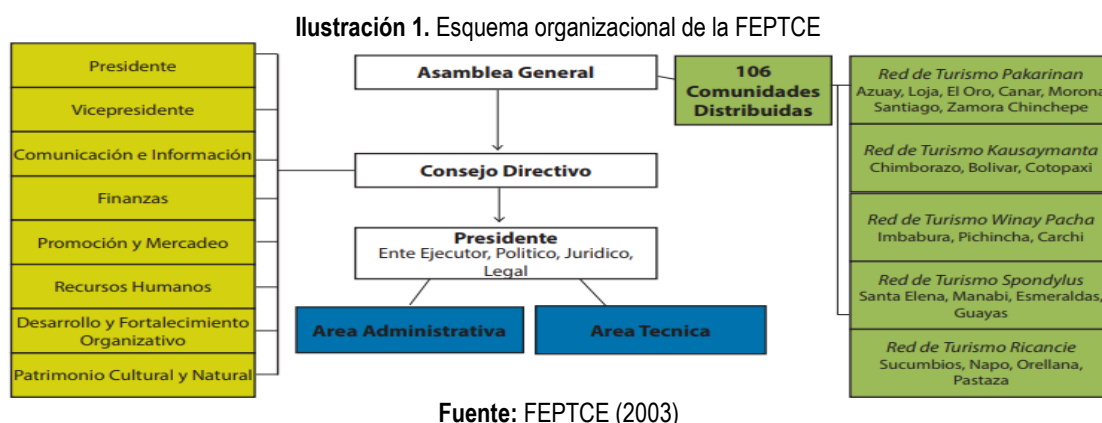 Ilustración 1. Esquema organizacional de la FEPTCE
Presidente
Vicepresidente
Comunicación e Información
Finanzas
Promoción y Mercadeo
Recursos Humanos
Desarrollo y Fortalecimiento
Organizativo
Patrimonio Cultural y Natural
Asamblea General
Consejo Directivo
Presidente
Ente Ejecutor, Politico, Juridico,
Legal
Area Administrativa
Area Tecnica
106
Comunidades
Distribuidas
Red de Turismo Pakarinan
Azuay, Loja, El Oro, Canar, Morona
Santiago, Zamora Chinchepe
Red de Turismo Kausaymanta
Chimborazo, Bolivar, Cotopaxi
Red de Turismo Winay Pacha
Imbabura, Pichincha, Carchi
Red de Turismo Spondylus
Santa Elena, Manabi, Esmeraldas,
Guayas
Red de Turismo Ricancie
Sucumbios, Napo, Orellana,
Pastaza
Fuente: FEPTCE (2003)